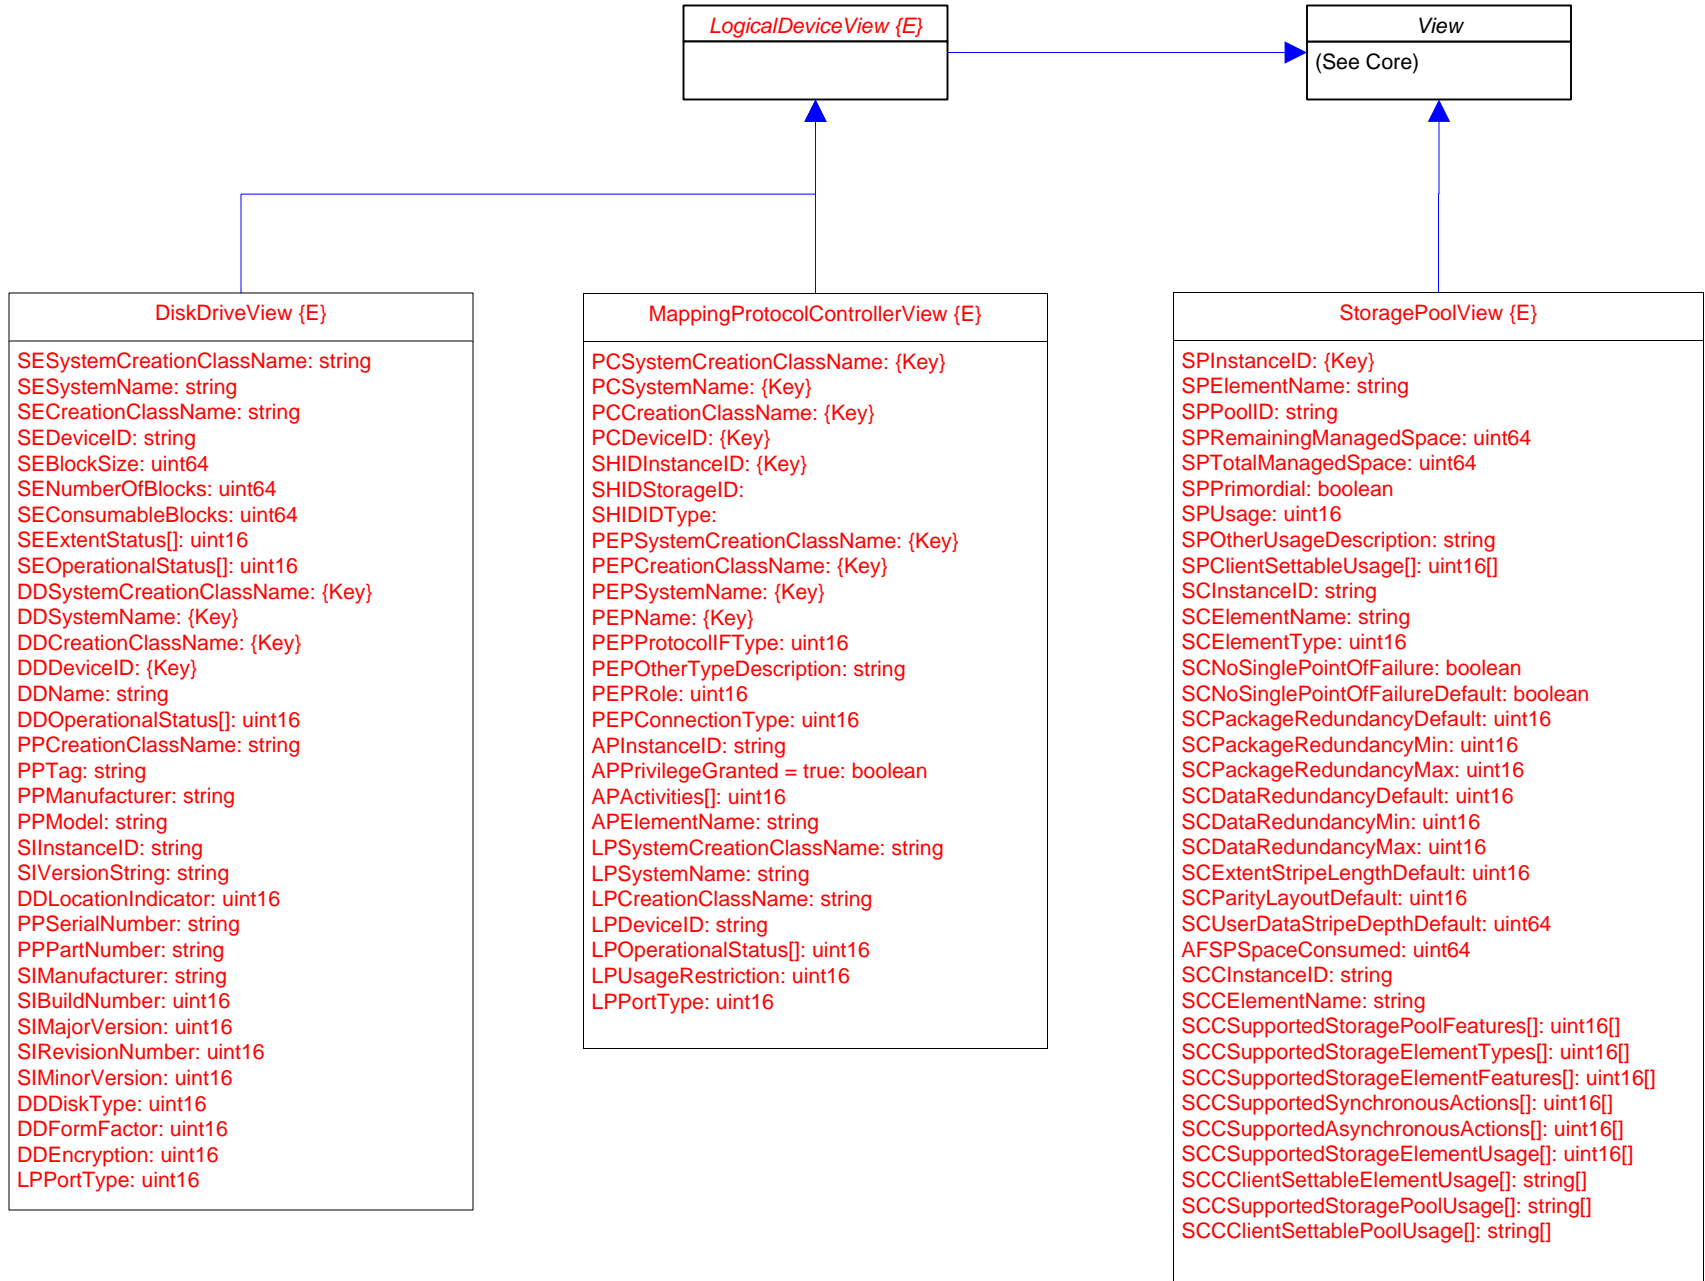 LogicalDeviceView {E}
View
(See Core)
DiskDriveView {E}
SESystemCreationClassName: string
SESystemName: string
SECreationClassName: string
SEDeviceID: string
SEBlockSize: uint64
SENumberOfBlocks: uint64
SEConsumableBlocks: uint64
SEExtentStatus[]: uint16
SEOperationalStatus[]: uint16
DDSystemCreationClassName: {Key}
DDSystemName: {Key}
DDCreationClassName: {Key}
DDDeviceID: {Key}
DDName: string
DDOperationalStatus[]: uint16
PPCreationClassName: string
PPTag: string
PPManufacturer: string
PPModel: string
SIInstanceID: string
SIVersionString: string
DDLocationIndicator: uint16
PPSerialNumber: string
PPPartNumber: string
SIManufacturer: string
SIBuildNumber: uint16
SIMajorVersion: uint16
SIRevisionNumber: uint16
SIMinorVersion: uint16
DDDiskType: uint16
DDFormFactor: uint16
DDEncryption: uint16
LPPortType: uint16
MappingProtocolControllerView {E}
PCSystemCreationClassName: {Key}
PCSystemName: {Key}
PCCreationClassName: {Key}
PCDeviceID: {Key}
SHIDInstanceID: {Key}
SHIDStorageID:
SHIDIDType:
PEPSystemCreationClassName: {Key}
PEPCreationClassName: {Key}
PEPSystemName: {Key}
PEPName: {Key}
PEPProtocolIFType: uint16
PEPOtherTypeDescription: string
PEPRole: uint16
PEPConnectionType: uint16
APInstanceID: string
APPrivilegeGranted = true: boolean
APActivities[]: uint16
APElementName: string
LPSystemCreationClassName: string
LPSystemName: string
LPCreationClassName: string
LPDeviceID: string
LPOperationalStatus[]: uint16
LPUsageRestriction: uint16
LPPortType: uint16
StoragePoolView {E}
SPInstanceID: {Key}
SPElementName: string
SPPoolID: string
SPRemainingManagedSpace: uint64
SPTotalManagedSpace: uint64
SPPrimordial: boolean
SPUsage: uint16
SPOtherUsageDescription: string
SPClientSettableUsage[]: uint16[]
SCInstanceID: string
SCElementName: string
SCElementType: uint16
SCNoSinglePointOfFailure: boolean
SCNoSinglePointOfFailureDefault: boolean
SCPackageRedundancyDefault: uint16
SCPackageRedundancyMin: uint16
SCPackageRedundancyMax: uint16
SCDataRedundancyDefault: uint16
SCDataRedundancyMin: uint16
SCDataRedundancyMax: uint16
SCExtentStripeLengthDefault: uint16
SCParityLayoutDefault: uint16
SCUserDataStripeDepthDefault: uint64
AFSPSpaceConsumed: uint64
SCCInstanceID: string
SCCElementName: string
SCCSupportedStoragePoolFeatures[]: uint16[]
SCCSupportedStorageElementTypes[]: uint16[]
SCCSupportedStorageElementFeatures[]: uint16[]
SCCSupportedSynchronousActions[]: uint16[]
SCCSupportedAsynchronousActions[]: uint16[]
SCCSupportedStorageElementUsage[]: uint16[]
SCCClientSettableElementUsage[]: string[]
SCCSupportedStoragePoolUsage[]: string[]
SCCClientSettablePoolUsage[]: string[]